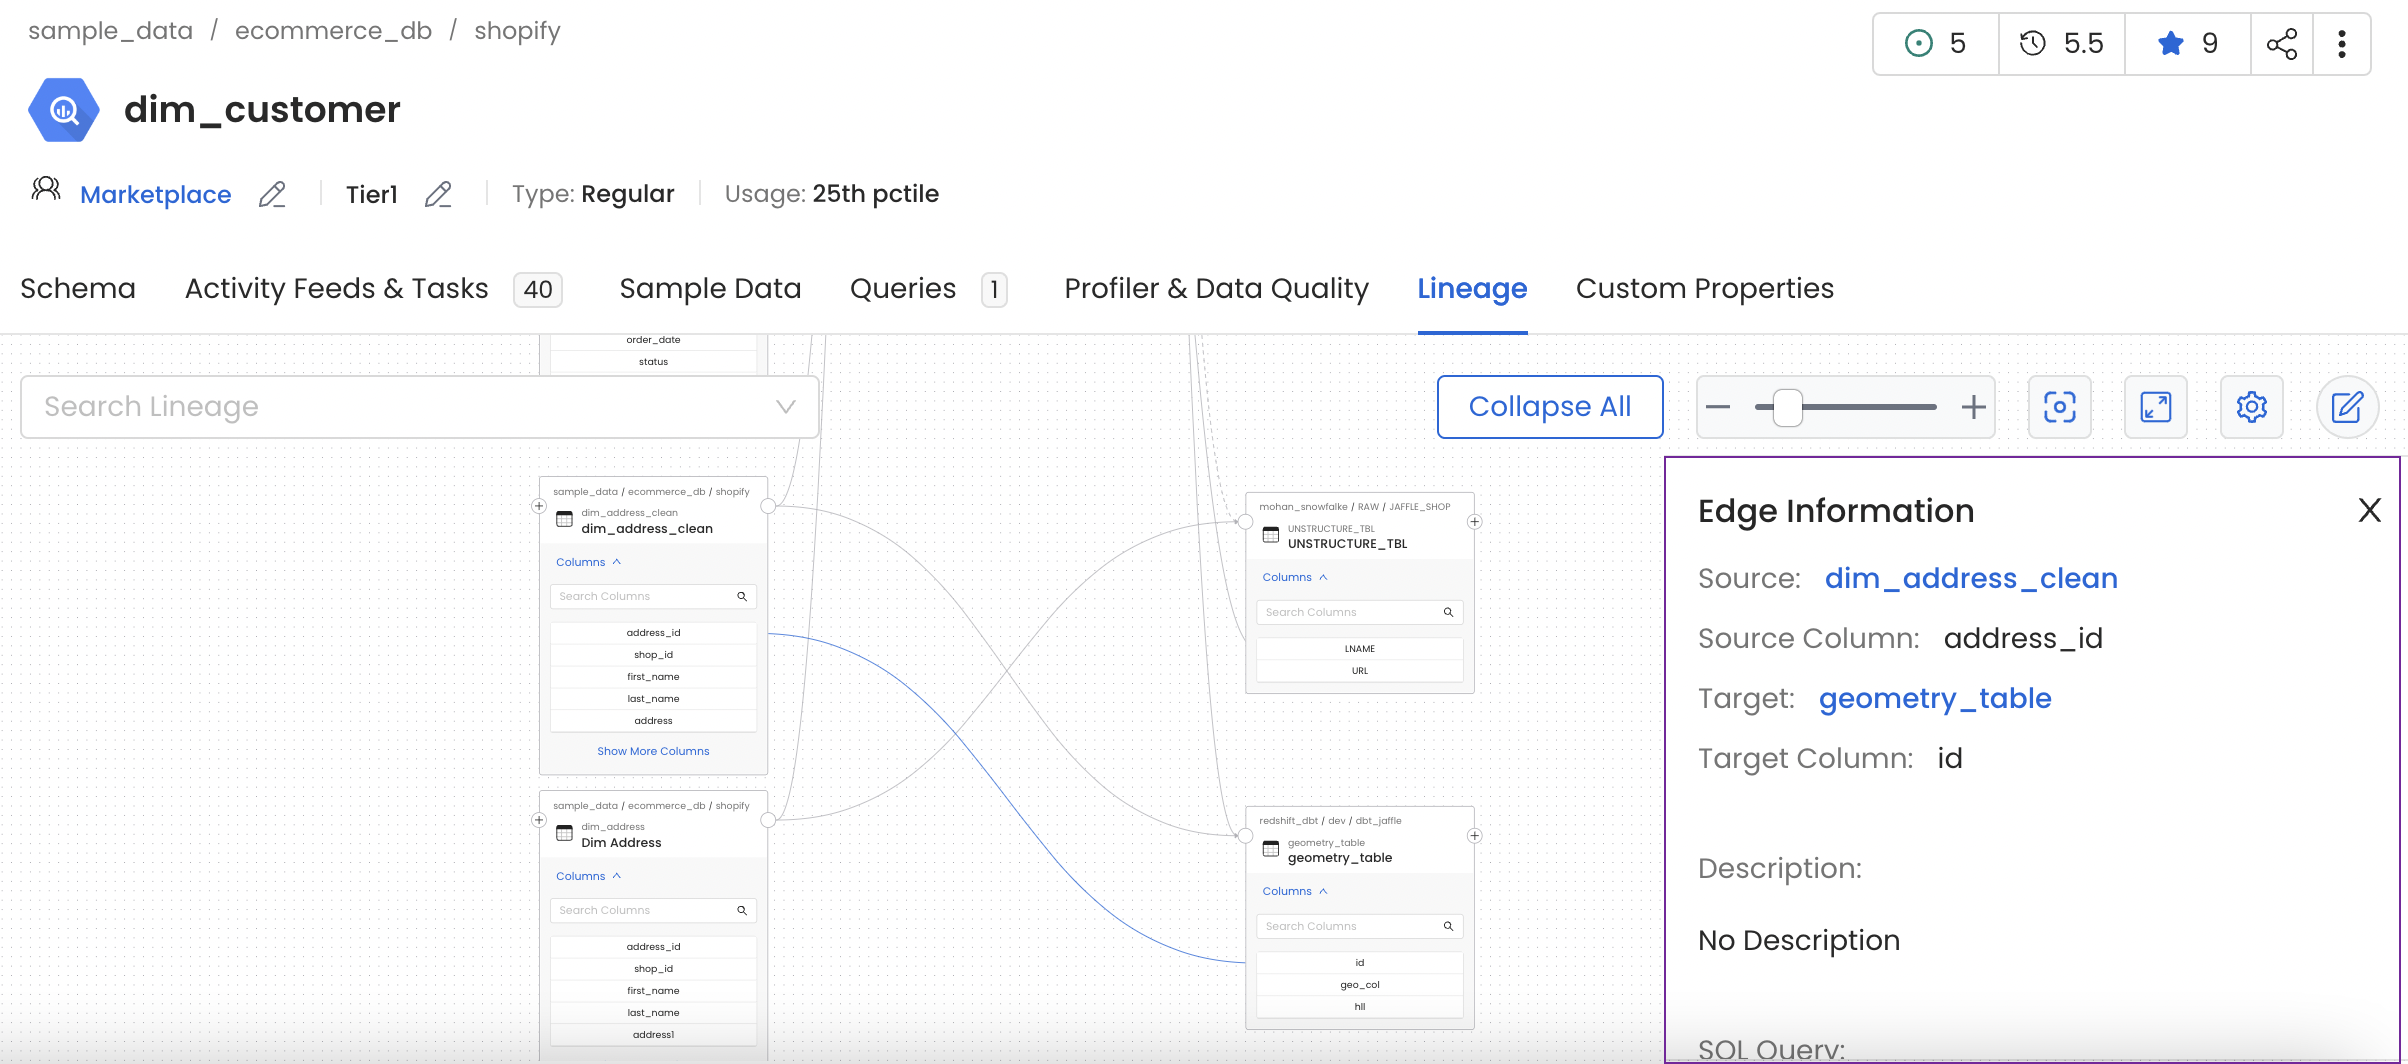 sample_data / ecommerce_db / shopify
5 5.5 9
dim_customer
Marketplace Tier1 Type: Regular Usage: 25th pctile
Schema Activity Feeds & Tasks 40 Sample Data Queries 1 Profiler & Data Quality Lineage Custom Properties
order_date
status
Search Lineage
Collapse All
sample_data / ecommerce_db / shopify
dim_address_clean
dim_address_clean
Columns
Search Columns
address_id
shop_id
first_name
last_name
address
Show More Columns
sample_data / ecommerce_db / shopify
dim_address
Dim Address
Columns
Search Columns
address_id
shop_id
first_name
last_name
address1
mohan_snowfalke / RAW / JAFFLE_SHOP
UNSTRUCTURE_TBL
UNSTRUCTURE_TBL
Columns
Search Columns
LNAME
URL
redshift_dbt / dev / dbt_jaffle
geometry_table
geometry_table
Columns
Search Columns
id
geo_col
hll
Edge Information
Source: dim_address_clean
Source Column: address_id
Target: geometry_table
Target Column: id
Description:
No Description
SQL Query: